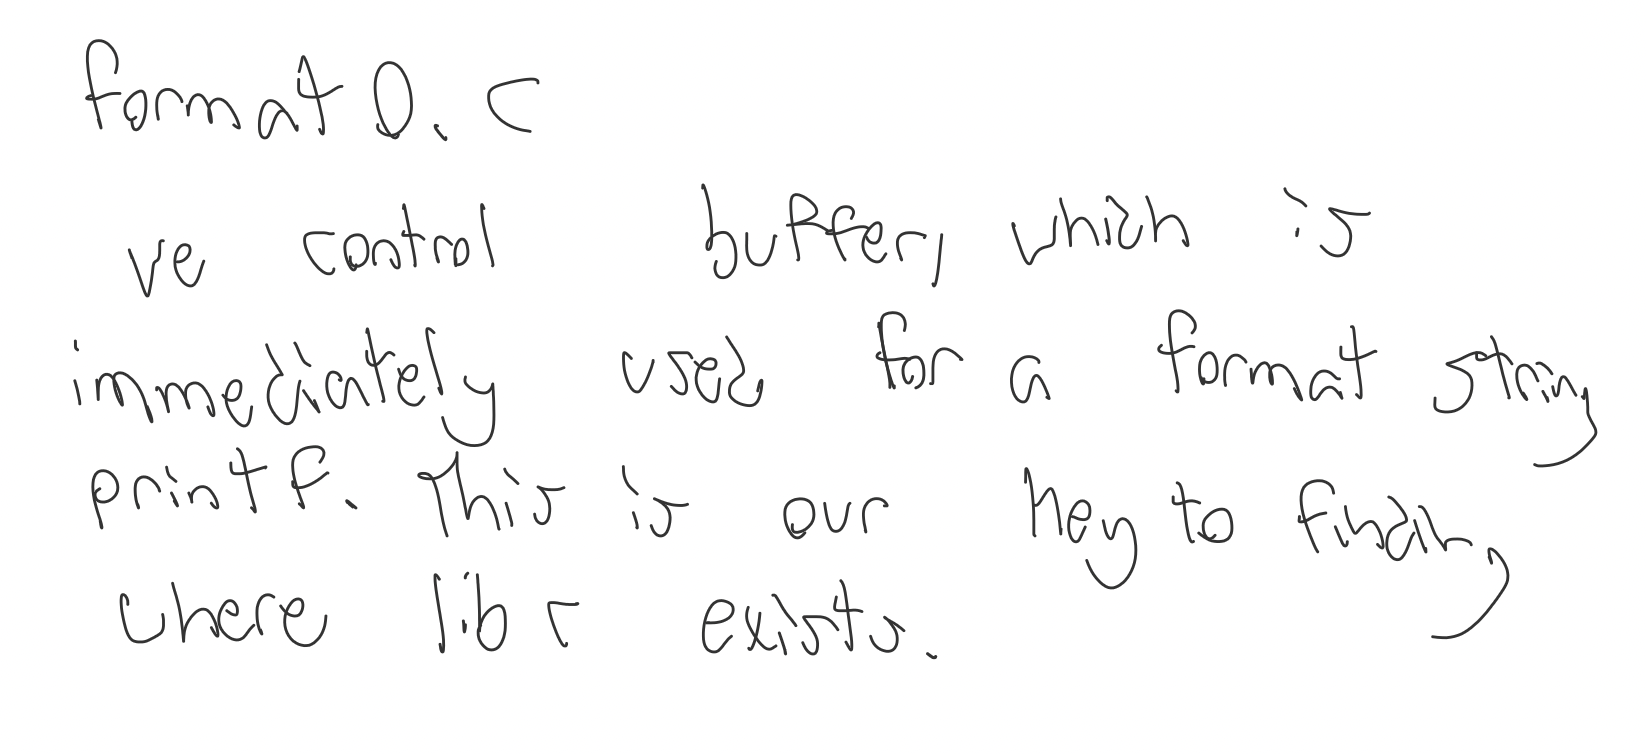 format0.c
we control buffer, which is
immediately used for a format string
printf. This is our key to finding
where libc exists.